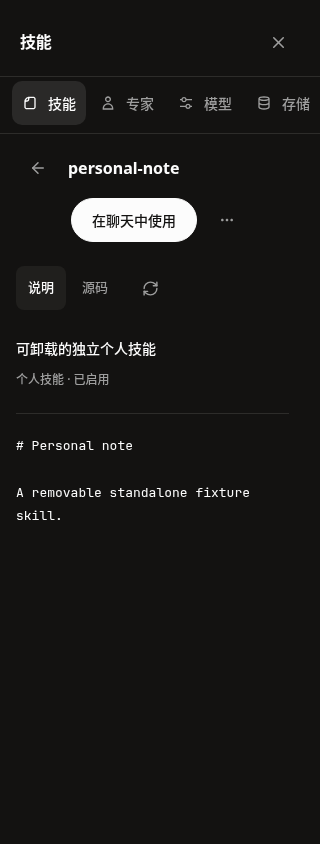 技能
技能
专家
模型
存储
personal-note
在聊天中使用
说明
源码
可卸载的独立个人技能
个人技能 · 已启用
# Personal note
A removable standalone fixture
skill.